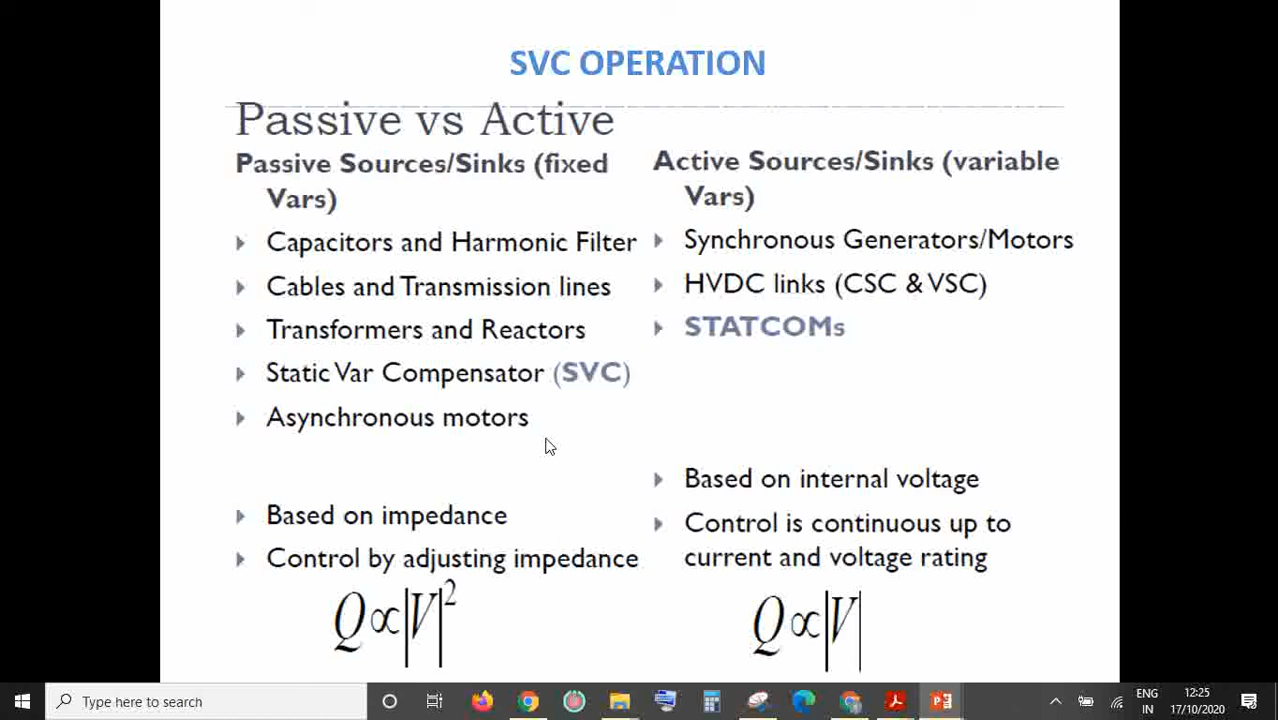 SVC OPERATION
Passive vs Active
Passive Sources/Sinks (fixed
Vars)
Capacitors and Harmonic Filter
Cables and Transmission lines
Transformers and Reactors
Static Var Compensator (SVC)
Asynchronous motors
Based on impedance
Control by adjusting impedance
Q∝|V|²
Active Sources/Sinks (variable
Vars)
Synchronous Generators/Motors
HVDC links (CSC & VSC)
STATCOMs
Based on internal voltage
Control is continuous up to
current and voltage rating
Q∝|V|
Type here to search
ENG
IN
12:25
17/10/2020